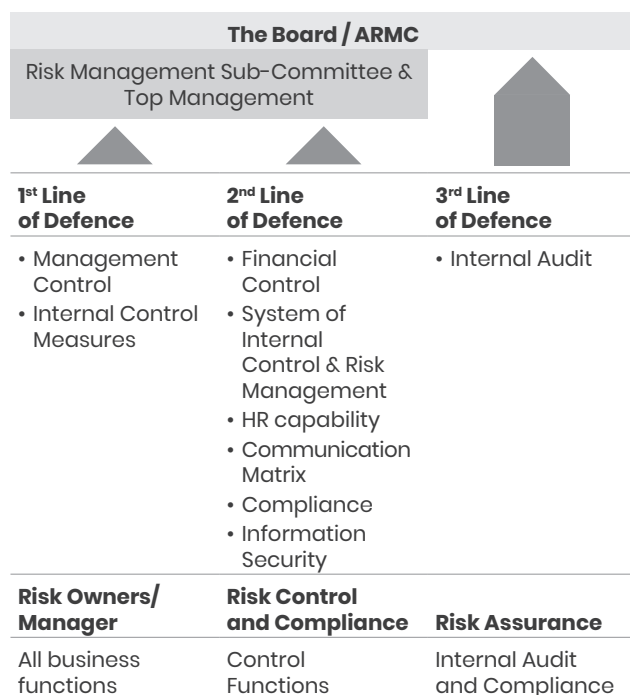 The Board / ARMC
Risk Management Sub-Committee &
Top Management
1st Line
of Defence
2nd Line
of Defence
3rd Line
of Defence
• Management
Control
• Internal Control
Measures
• Financial
Control
• System of
Internal
Control & Risk
Management
• HR capability
• Communication
Matrix
• Compliance
• Information
Security
• Internal Audit
Risk Owners/
Manager
Risk Control
and Compliance
Risk Assurance
All business
functions
Control
Functions
Internal Audit
and Compliance